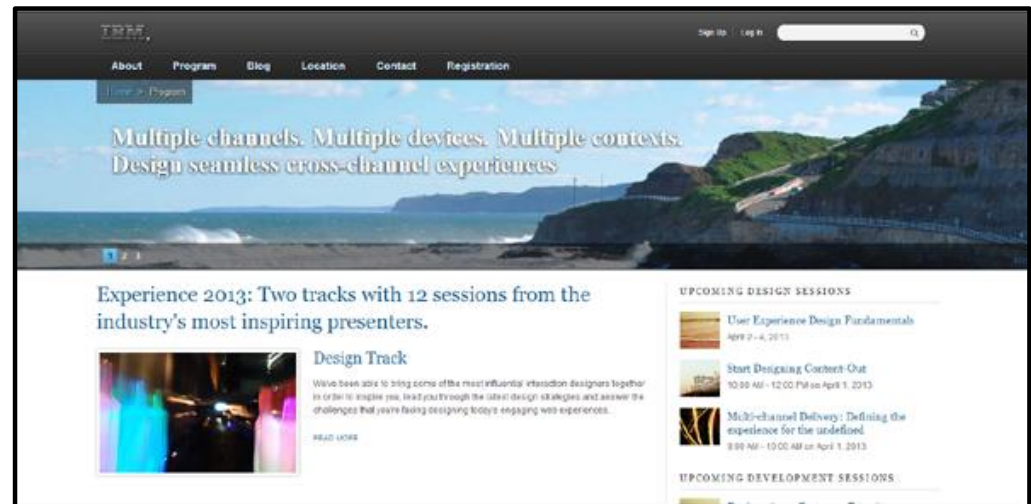 IBM.
Sign Up Log In
About Program Blog Location Contact Registration
Home > Program
Multiple channels. Multiple devices. Multiple contexts.
Design seamless cross-channel experiences
1 2 3
Experience 2013: Two tracks with 12 sessions from the
industry's most inspiring presenters.
Design Track
We've been able to bring some of the most influential interaction designers together
in order to inspire you, lead you through the latest design strategies and answer the
challenges that you're facing designing today's engaging web experiences.
READ MORE
UPCOMING DESIGN SESSIONS
User Experience Design Fundamentals
April 2 - 4, 2013
Start Designing Content-Out
10:00 AM - 12:00 PM on April 1, 2013
Multi-channel Delivery: Defining the
experience for the undefined
8:00 AM - 10:00 AM on April 1, 2013
UPCOMING DEVELOPMENT SESSIONS